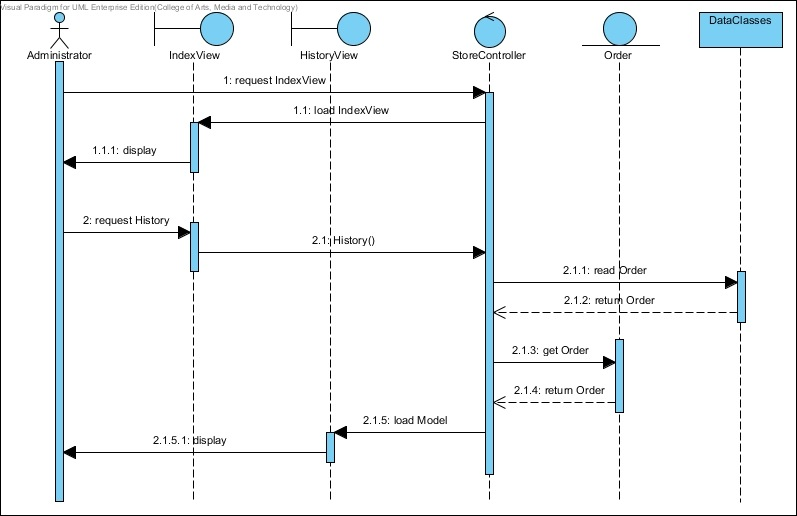 Visual Paradigm for UML Enterprise Edition(College of Arts, Media and Technology)
Administrator
IndexView
HistoryView
StoreController
Order
DataClasses
1: request IndexView
1.1: load IndexView
1.1.1: display
2: request History
2.1: History()
2.1.1: read Order
2.1.2: return Order
2.1.3: get Order
2.1.4: return Order
2.1.5: load Model
2.1.5.1: display